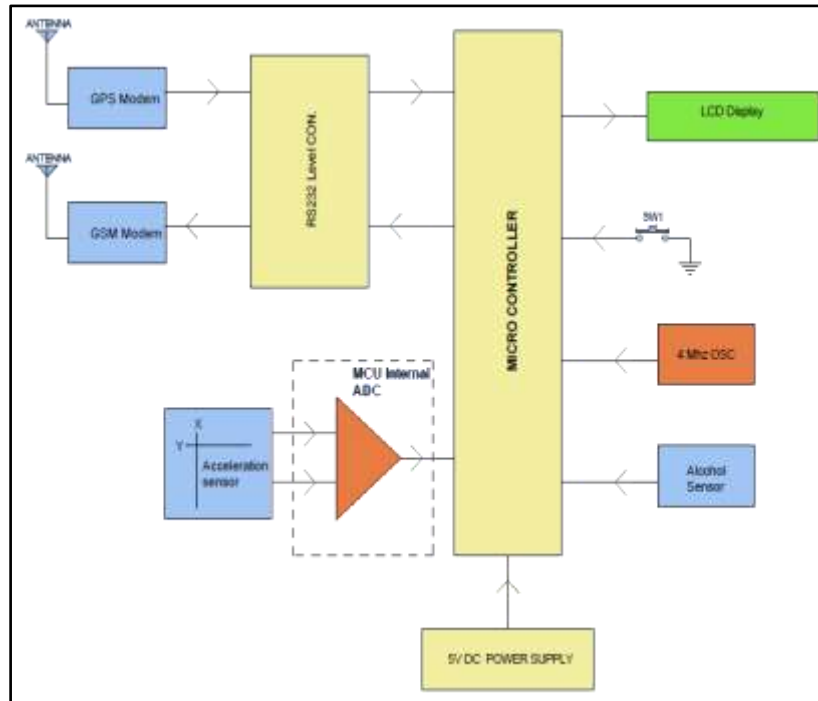 ANTENNA
GPS Modem
ANTENNA
GSM Modem
RS232 Level CON.
MICRO CONTROLLER
LCD Display
SW1
4 Mhz OSC
Alcohol
Sensor
MCU Internal
ADC
X
Y
Acceleration
sensor
5V DC POWER SUPPLY